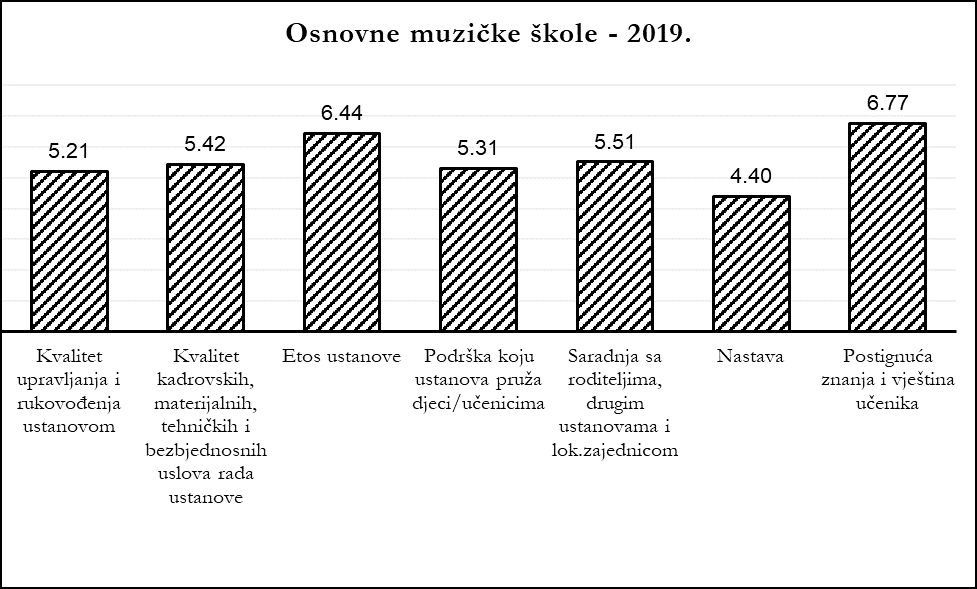 Osnovne muzičke škole - 2019.
5.21
5.42
6.44
5.31
5.51
4.40
6.77
Kvalitet
upravljanja i
rukovođenja
ustanovom
Kvalitet
kadrovskih,
materijalnih,
tehničkih i
bezbjednosnih
uslova rada
ustanove
Etos ustanove
Podrška koju
ustanova pruža
djeci/učenicima
Saradnja sa
roditeljima,
drugim
ustanovama i
lok.zajednicom
Nastava
Postignuća
znanja i vještina
učenika